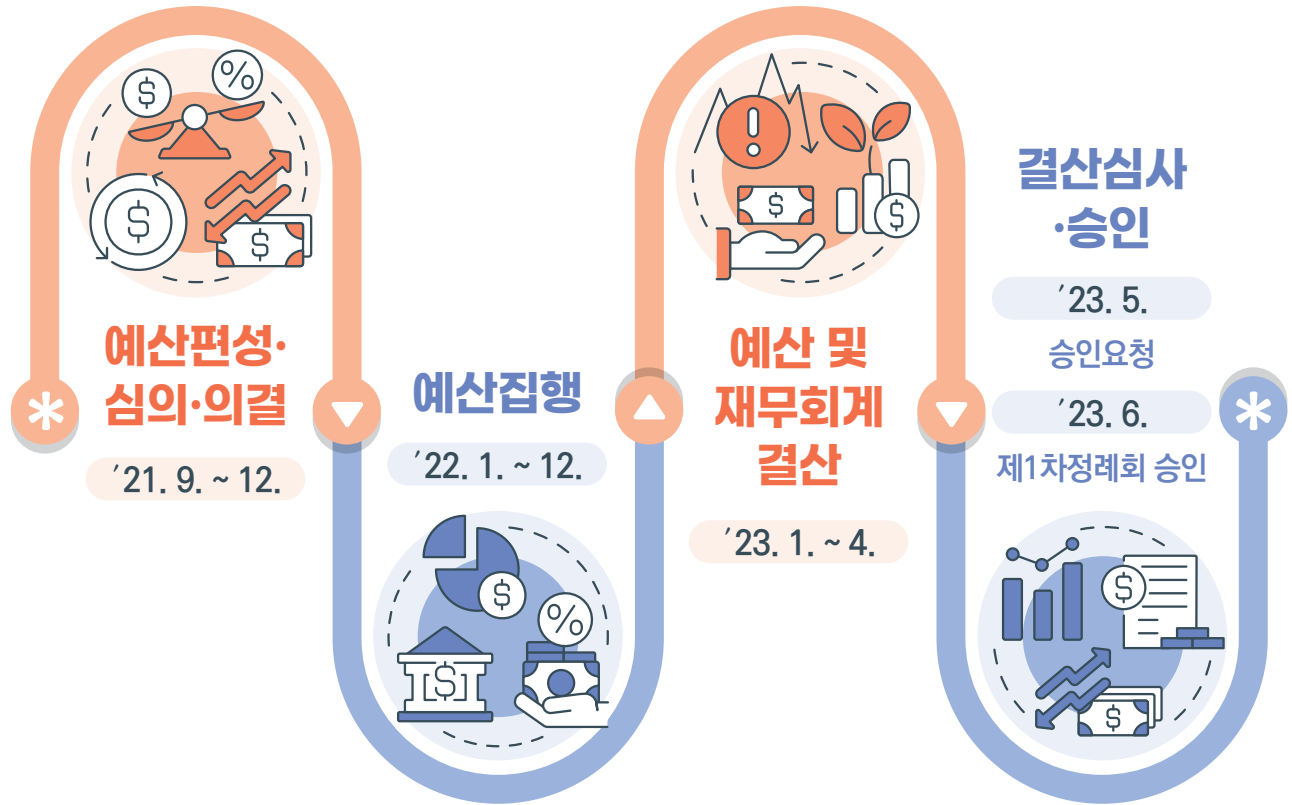 예산편성·
심의·의결
′21. 9. ~ 12.
예산집행
′22. 1. ~ 12.
예산 및
재무회계
결산
′23. 1. ~ 4.
결산심사
·승인
′23. 5.
승인요청
′23. 6.
제1차정례회 승인